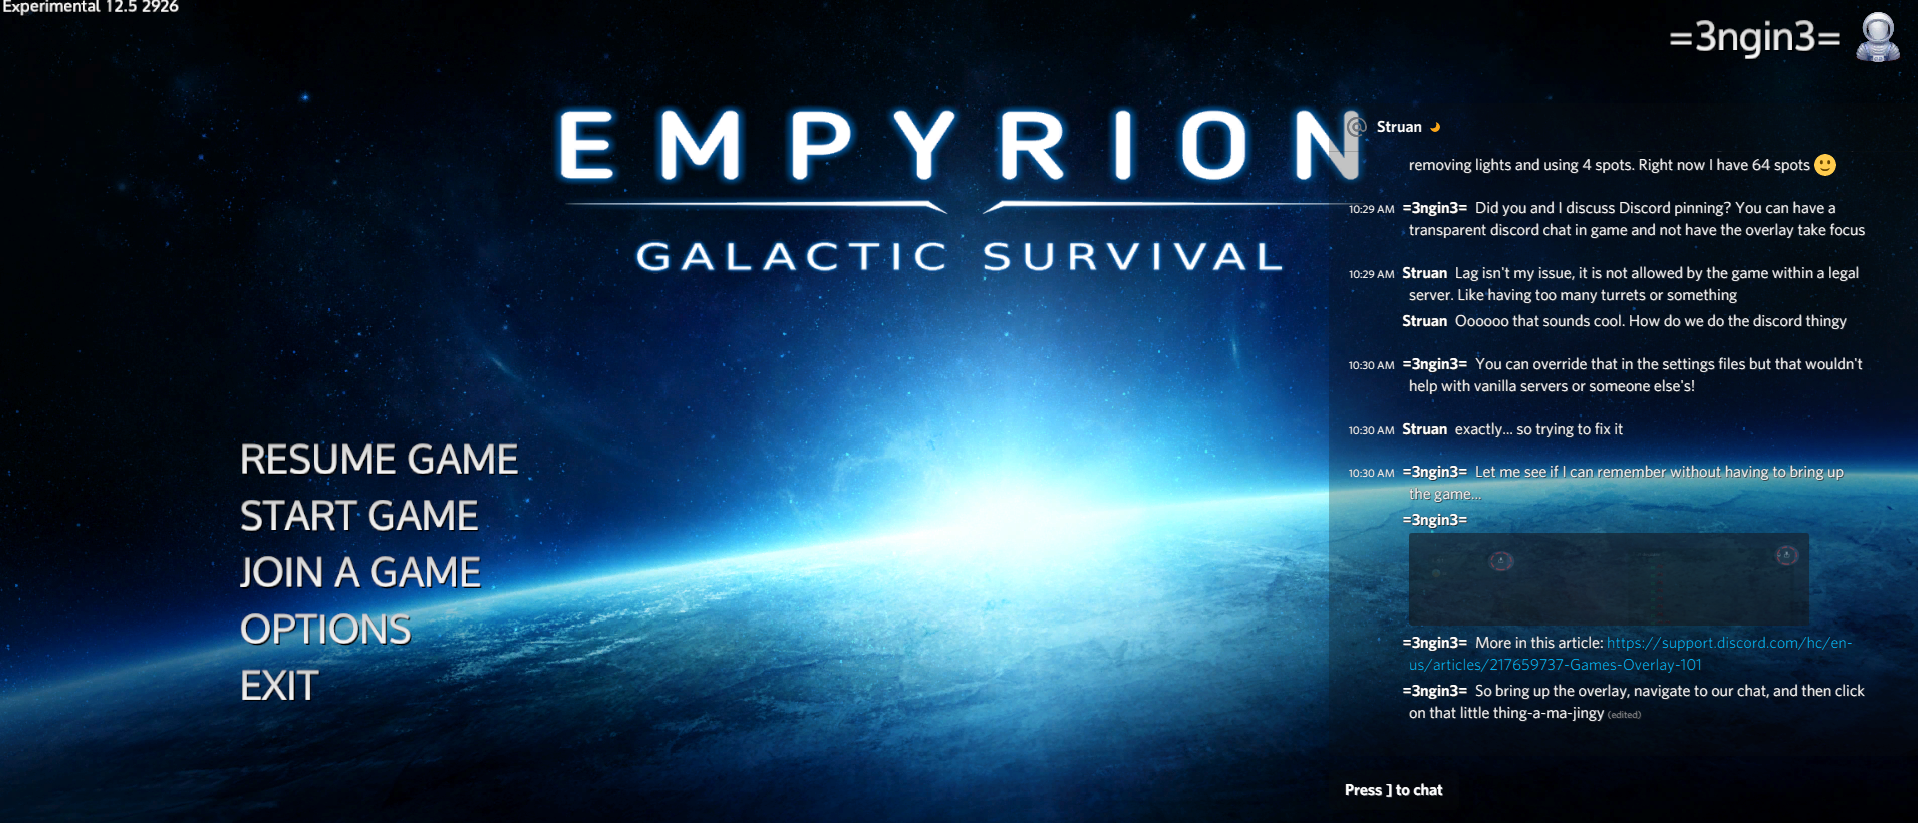 Experimental 12.5 2926
=3ngin3=
EMPYRION
GALACTIC SURVIVAL
RESUME GAME
START GAME
JOIN A GAME
OPTIONS
EXIT
@ Struan
removing lights and using 4 spots. Right now I have 64 spots 🙂
10:29 AM =3ngin3= Did you and I discuss Discord pinning? You can have a
transparent discord chat in game and not have the overlay take focus
10:29 AM Struan Lag isn't my issue, it is not allowed by the game within a legal
server. Like having too many turrets or something
Struan Oooooo that sounds cool. How do we do the discord thingy
10:30 AM =3ngin3= You can override that in the settings files but that wouldn't
help with vanilla servers or someone else's!
10:30 AM Struan exactly... so trying to fix it
10:30 AM =3ngin3= Let me see if I can remember without having to bring up
the game...
=3ngin3=
=3ngin3= More in this article: https://support.discord.com/hc/en-
us/articles/217659737-Games-Overlay-101
=3ngin3= So bring up the overlay, navigate to our chat, and then click
on that little thing-a-ma-jingy (edited)
Press ] to chat